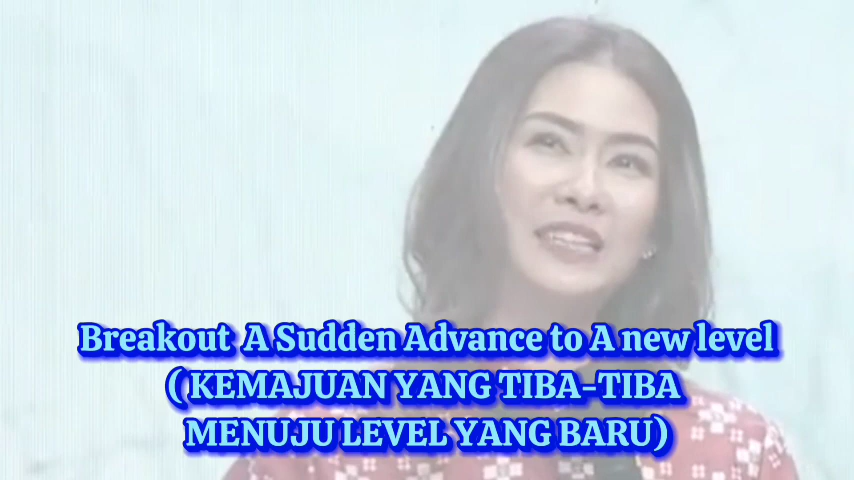 Breakout A Sudden Advance to A new level
( KEMAJUAN YANG TIBA-TIBA
MENUJU LEVEL YANG BARU)